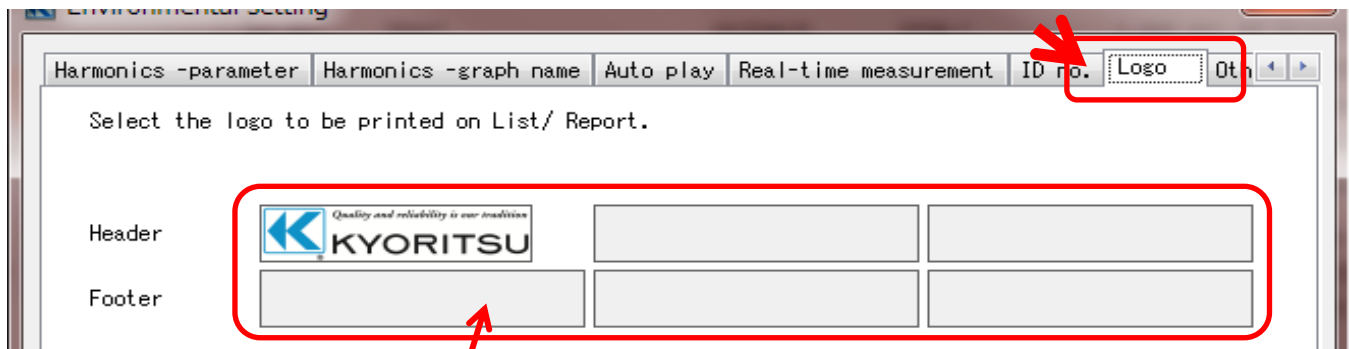 Environmental Setting
Harmonics -parameter Harmonics -graph name Auto play Real-time measurement ID no. Logo Oth
Select the logo to be printed on List/ Report.
Quality and reliability is our tradition
Header KYORITSU
Footer